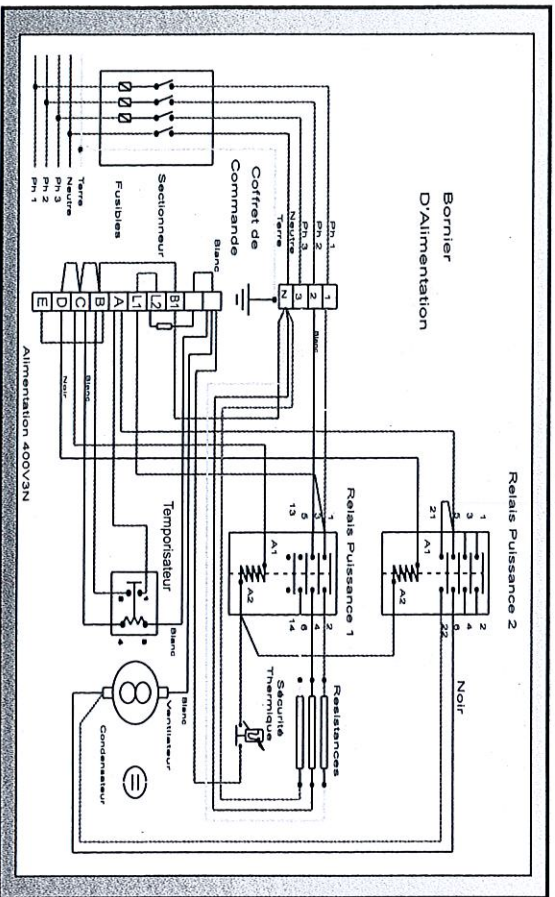 Bornier
D'Alimentation
Ph 1
Ph 2
Ph 3
Neutre
Terre
1
2
3
N
Blanc
Coffret de
Commande
Sectionneur
Fusibles
Terre
Neutre
Ph 3
Ph 2
Ph 1
Blanc
B1
L2
L1
A
B
C
D
E
Blanc
Noir
Alimentation 400V3N
Relais Puissance 2
1
3
5
21
2
4
6
22
A1
A2
Noir
Relais Puissance 1
1
3
5
13
2
4
6
14
A1
A2
Resistances
Sécurité
Thermique
Temporisateur
Blanc
Blanc
Ventilateur
Condensateur